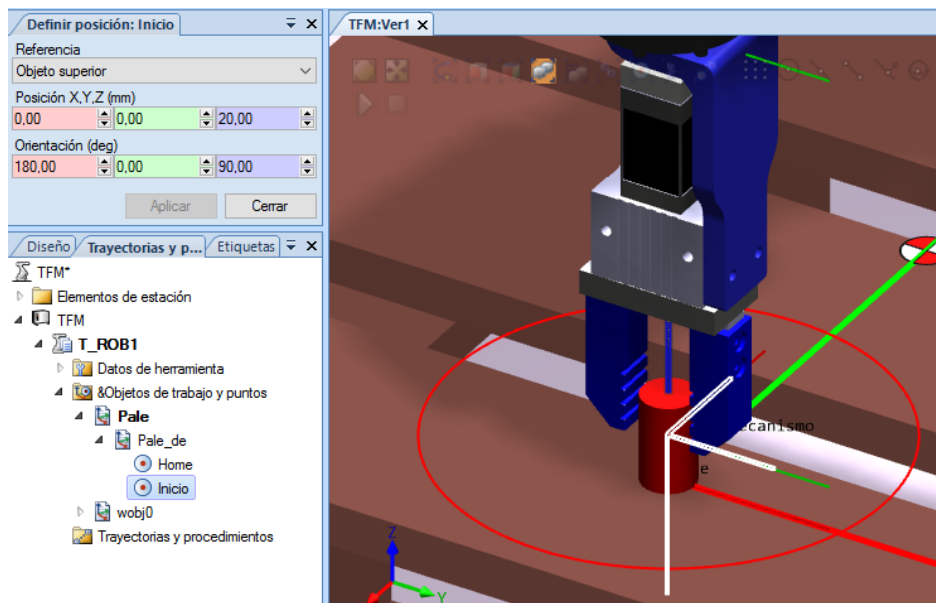 Definir posición: Inicio
Referencia
Objeto superior
Posición X,Y,Z (mm)
0,00 0,00 20,00
Orientación (deg)
180,00 0,00 90,00
Aplicar Cerrar
Diseño Trayectorias y p... Etiquetas
TFM*
Elementos de estación
TFM
T_ROB1
Datos de herramienta
&Objetos de trabajo y puntos
Pale
Pale_de
Home
Inicio
wobj0
Trayectorias y procedimientos
TFM:Ver1
ecanismo
e
Z
Y